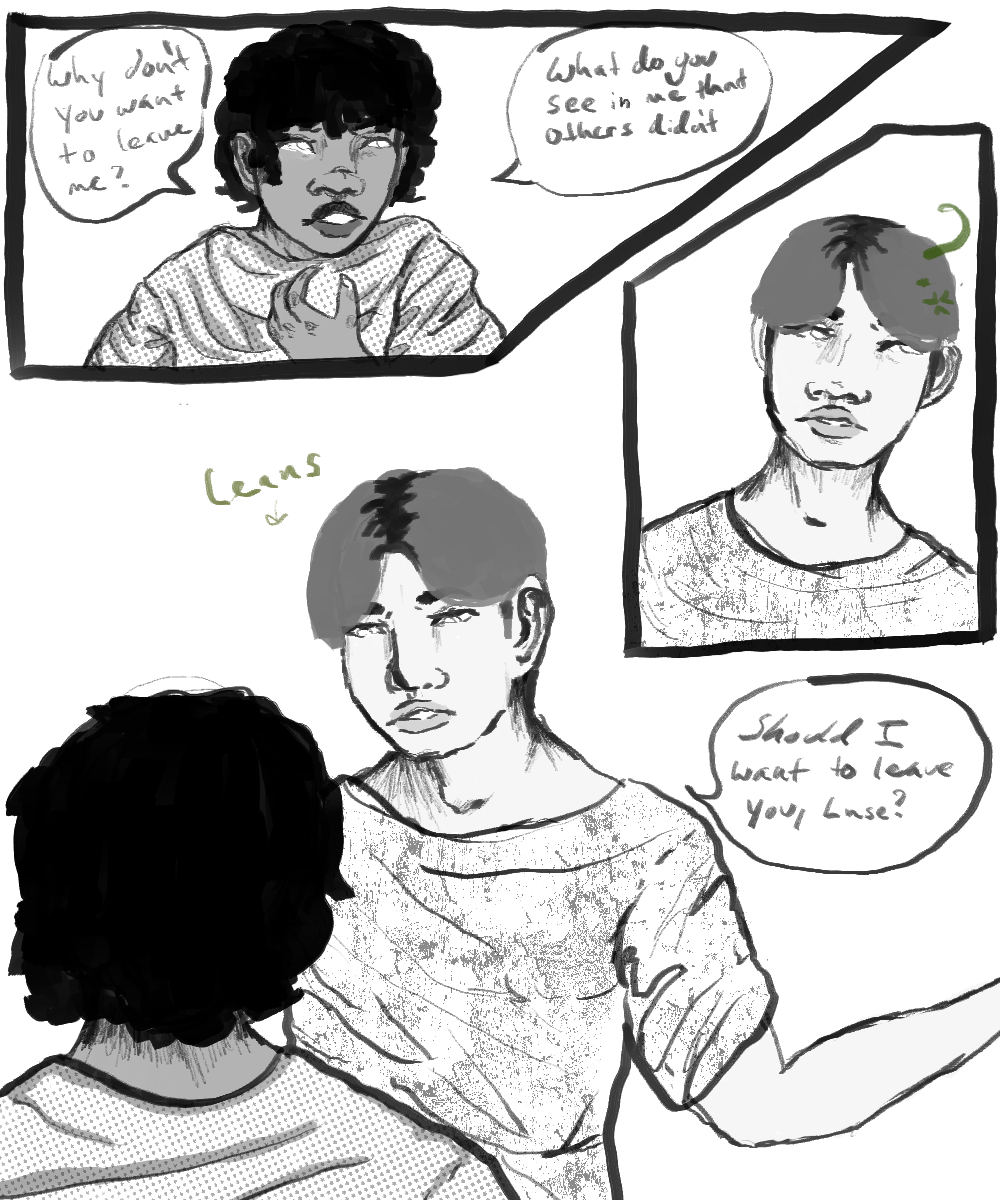 Why don't
you want
to leave
me?
What do you
see in me that
others didn't
?
Leans
Should I
want to leave
you, Luse?